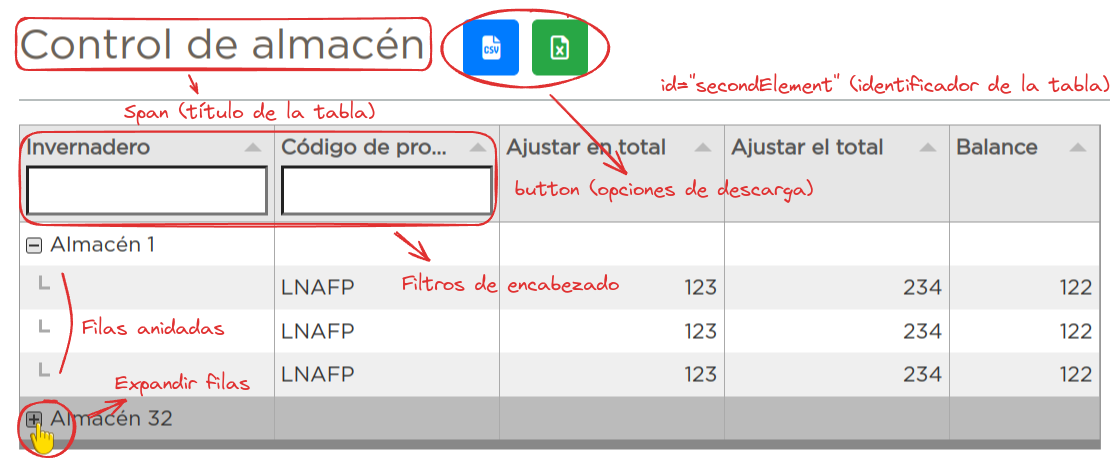 Control de almacén
CSV
X
id="secondElement" (identificador de la tabla)
Span (título de la tabla)
Invernadero
Código de pro...
Ajustar en total
Ajustar el total
Balance
button (opciones de descarga)
Almacén 1
Filtros de encabezado
LNAFP 123 234 122
Filas anidadas
LNAFP 123 234 122
LNAFP 123 234 122
Expandir filas
Almacén 32